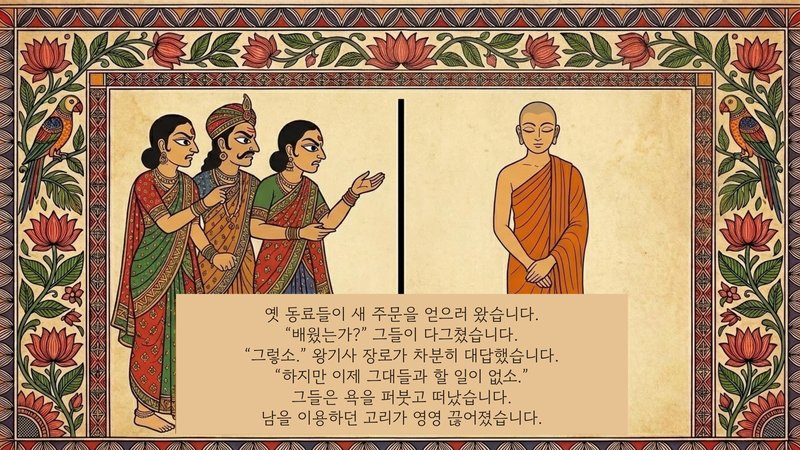 옛 동료들이 새 주문을 얻으러 왔습니다.
“배웠는가?” 그들이 다그쳤습니다.
“그렇소.” 왕기사 장로가 차분히 대답했습니다.
“하지만 이제 그대들과 할 일이 없소.”
그들은 욕을 퍼붓고 떠났습니다.
남을 이용하던 고리가 영영 끊어졌습니다.